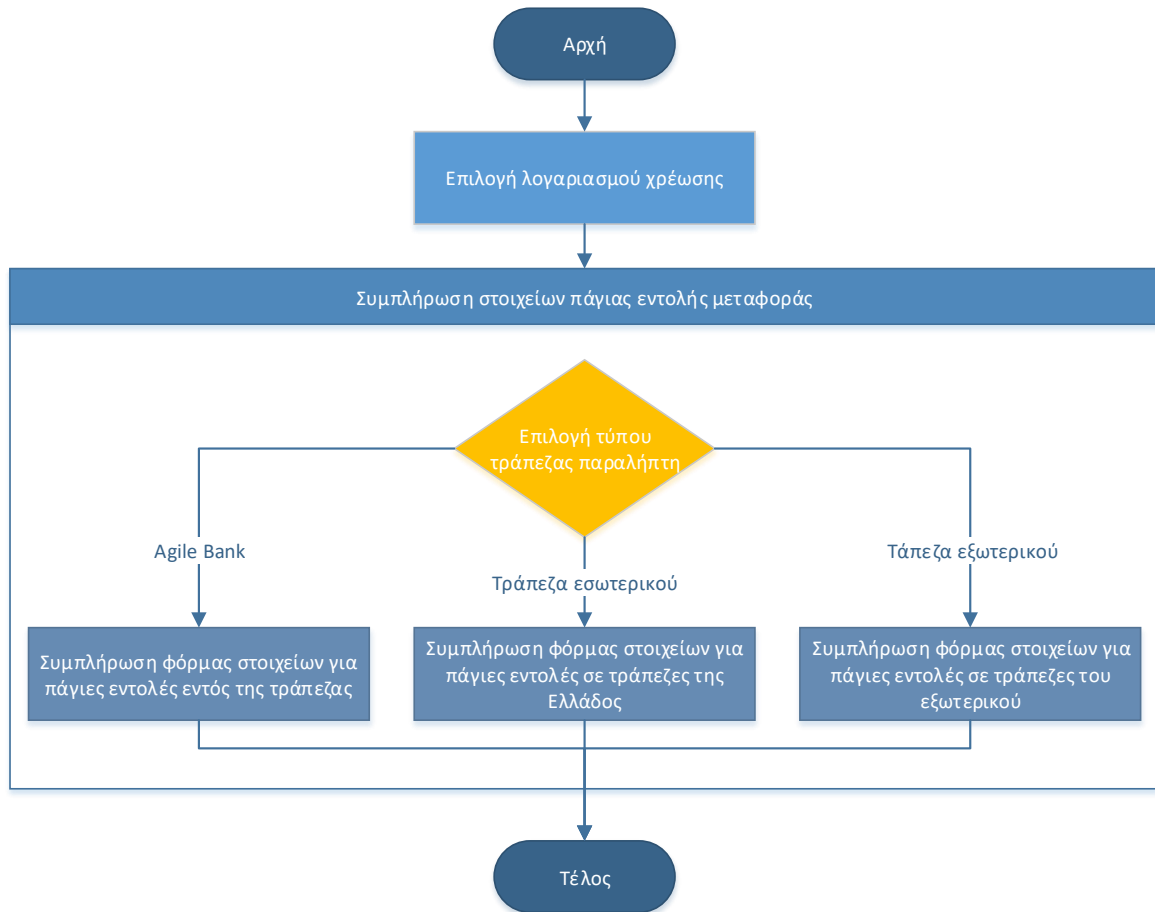 Αρχή
Επιλογή λογαριασμού χρέωσης
Συμπλήρωση στοιχείων πάγιας εντολής μεταφοράς
Επιλογή τύπου
τράπεζας παραλήπτη
Agile Bank
Τράπεζα εσωτερικού
Τάπεζα εξωτερικού
Συμπλήρωση φόρμας στοιχείων για
πάγιες εντολές εντός της τράπεζας
Συμπλήρωση φόρμας στοιχείων για
πάγιες εντολές σε τράπεζες της
Ελλάδος
Συμπλήρωση φόρμας στοιχείων για
πάγιες εντολές σε τράπεζες του
εξωτερικού
Τέλος